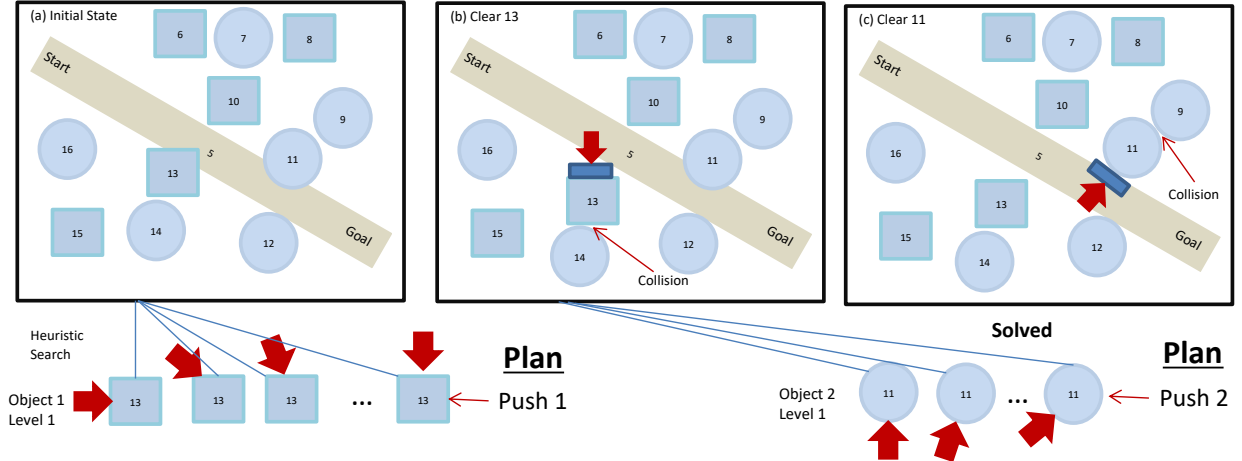 (a) Initial State
6
7
8
Start
10
9
16
5
11
13
15
14
12
Goal
(b) Clear 13
6
7
8
Start
10
9
16
5
11
13
15
14
12
Goal
Collision
(c) Clear 11
6
7
8
Start
10
9
16
5
11
Collision
13
15
14
12
Goal
Heuristic
Search
Plan
Object 1
Level 1
13
13
13
...
13
Push 1
Solved
Plan
Object 2
Level 1
11
11
...
11
Push 2